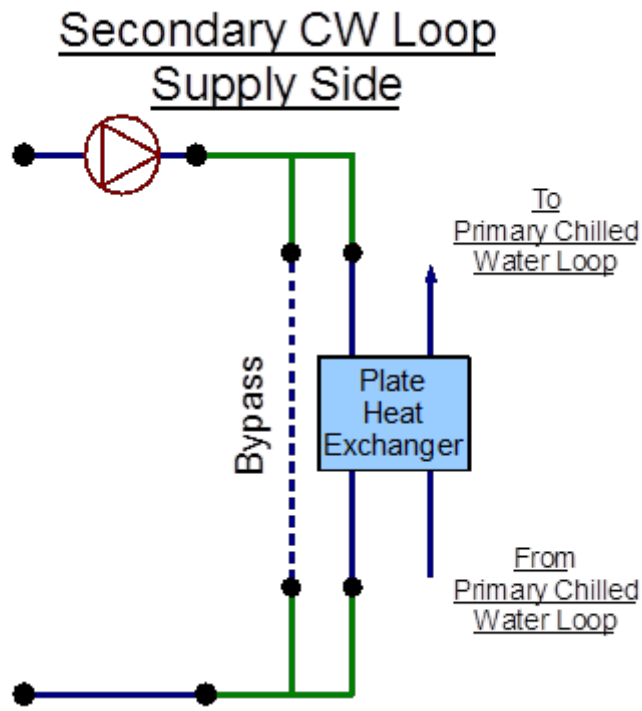 Secondary CW Loop
Supply Side
To
Primary Chilled
Water Loop
Bypass
Plate
Heat
Exchanger
From
Primary Chilled
Water Loop